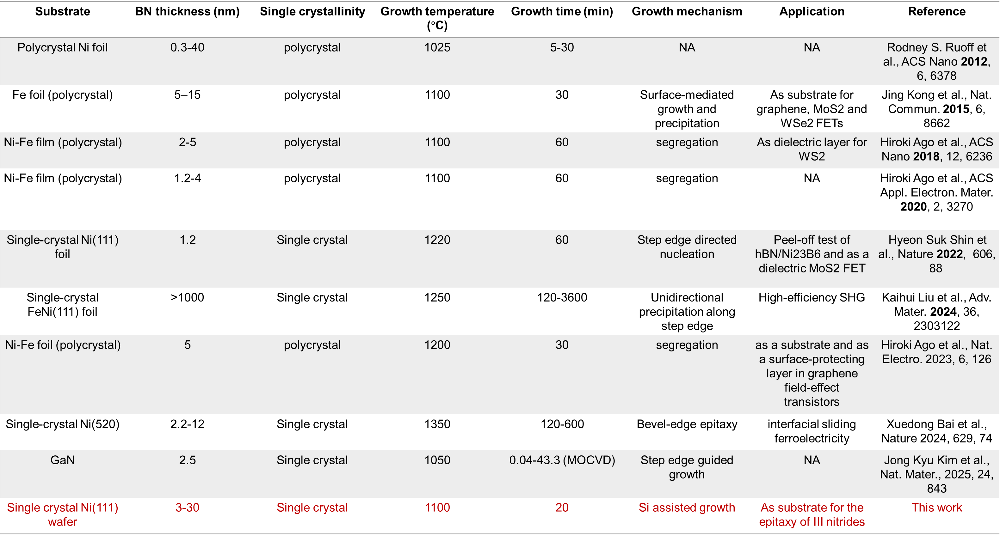 Substrate BN thickness (nm) Single crystallinity Growth temperature (°C) Growth time (min) Growth mechanism Application Reference
Polycrystal Ni foil 0.3-40 polycrystal 1025 5-30 NA NA Rodney S. Ruoff et al., ACS Nano 2012, 6, 6378
Fe foil (polycrystal) 5–15 polycrystal 1100 30 Surface-mediated growth and precipitation As substrate for graphene, MoS2 and WSe2 FETs Jing Kong et al., Nat. Commun. 2015, 6, 8662
Ni-Fe film (polycrystal) 2-5 polycrystal 1100 60 segregation As dielectric layer for WS2 Hiroki Ago et al., ACS Nano 2018, 12, 6236
Ni-Fe film (polycrystal) 1.2-4 polycrystal 1100 60 segregation NA Hiroki Ago et al., ACS Appl. Electron. Mater. 2020, 2, 3270
Single-crystal Ni(111) foil 1.2 Single crystal 1220 60 Step edge directed nucleation Peel-off test of hBN/Ni23B6 and as a dielectric MoS2 FET Hyeon Suk Shin et al., Nature 2022, 606, 88
Single-crystal FeNi(111) foil >1000 Single crystal 1250 120-3600 Unidirectional precipitation along step edge High-efficiency SHG Kaihui Liu et al., Adv. Mater. 2024, 36, 2303122
Ni-Fe foil (polycrystal) 5 polycrystal 1200 30 segregation as a substrate and as a surface-protecting layer in graphene field-effect transistors Hiroki Ago et al., Nat. Electro. 2023, 6, 126
Single-crystal Ni(520) 2.2-12 Single crystal 1350 120-600 Bevel-edge epitaxy interfacial sliding ferroelectricity Xuedong Bai et al., Nature 2024, 629, 74
GaN 2.5 Single crystal 1050 0.04-43.3 (MOCVD) Step edge guided growth NA Jong Kyu Kim et al., Nat. Mater., 2025, 24, 843
Single crystal Ni(111) wafer 3-30 Single crystal 1100 20 Si assisted growth As substrate for the epitaxy of III nitrides This work